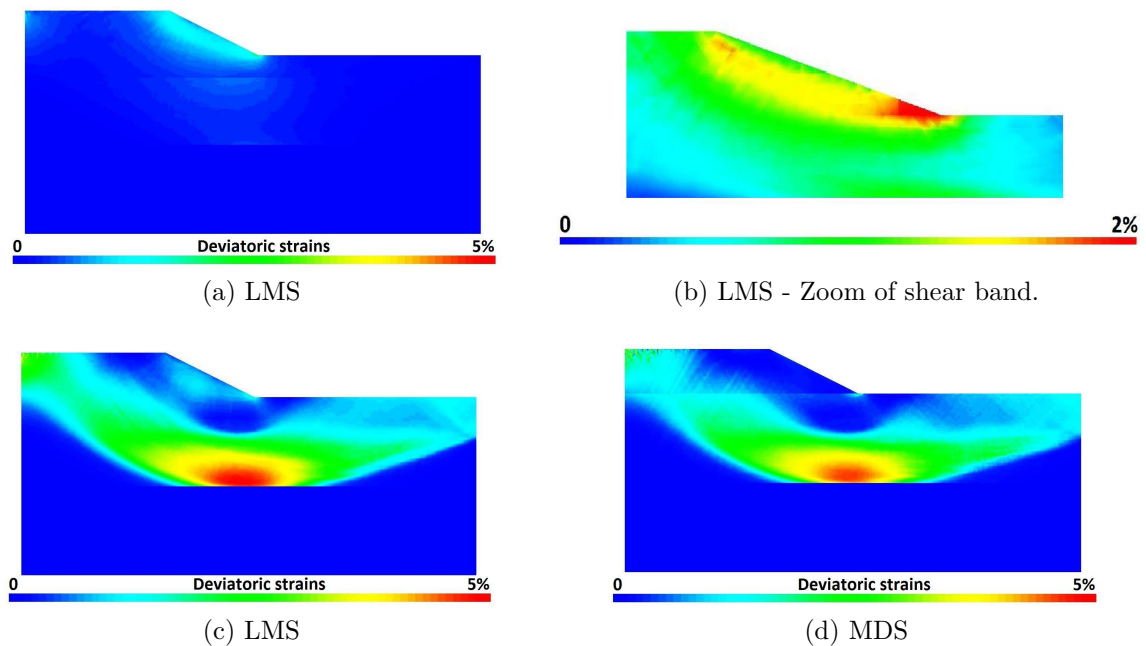 0 Deviatoric strains 5%
(a) LMS
0 2%
(b) LMS - Zoom of shear band.
0 Deviatoric strains 5%
(c) LMS
0 Deviatoric strains 5%
(d) MDS